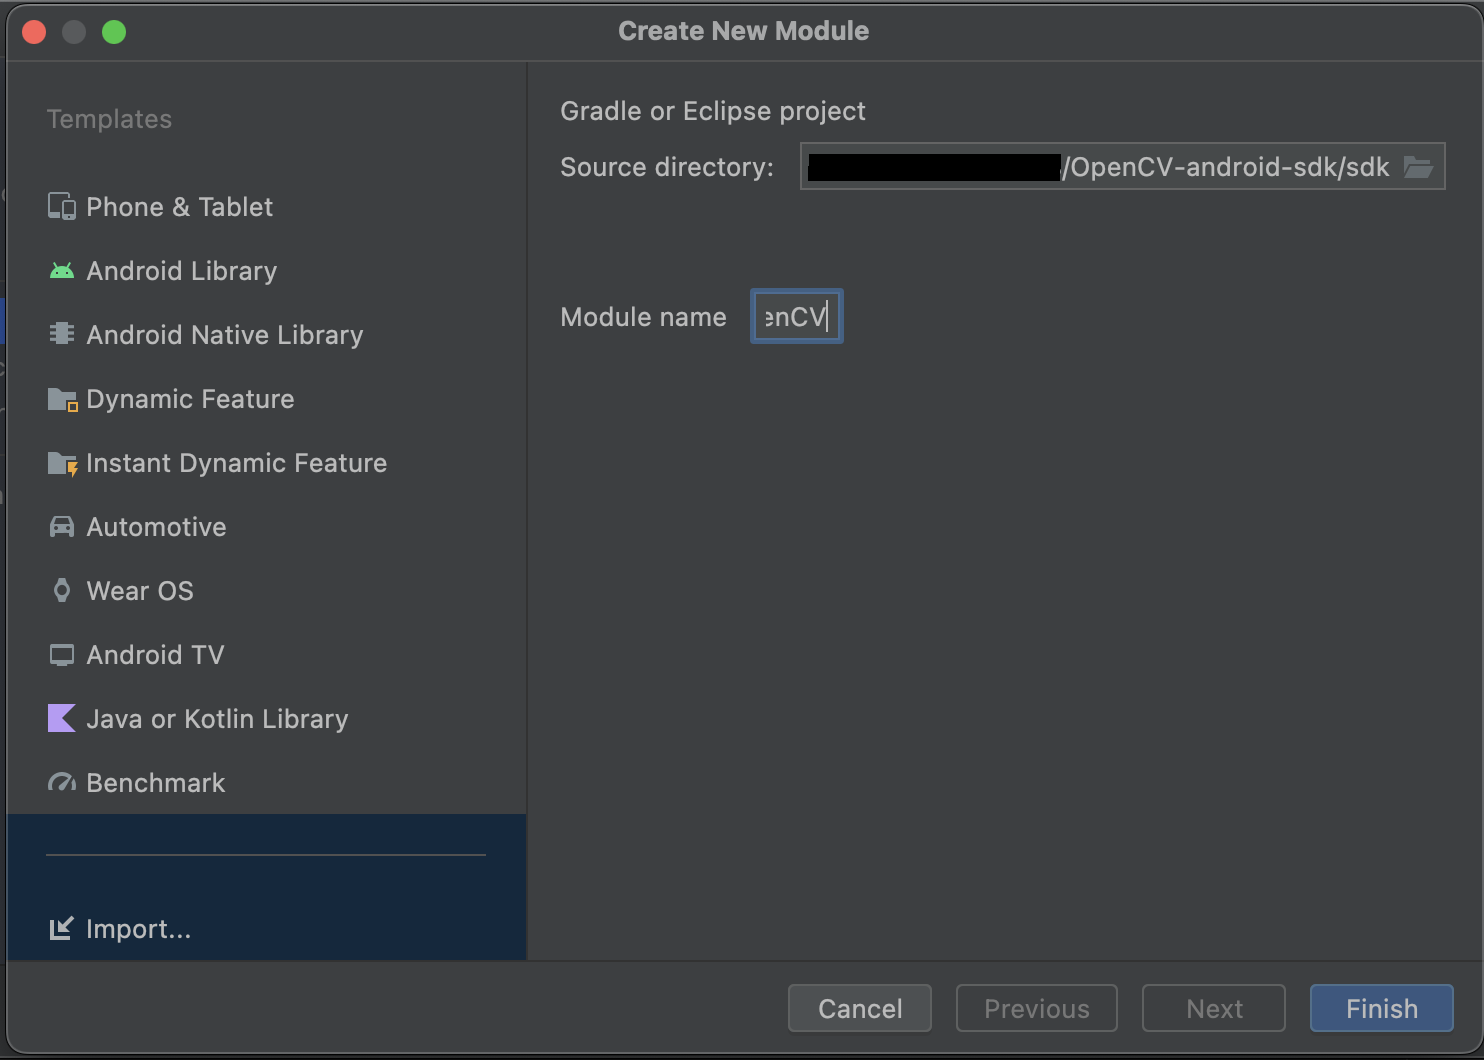 Create New Module
Templates
Phone & Tablet
Android Library
Android Native Library
Dynamic Feature
Instant Dynamic Feature
Automotive
Wear OS
Android TV
Java or Kotlin Library
Benchmark
Import...
Gradle or Eclipse project
Source directory: /OpenCV-android-sdk/sdk
Module name enCV
Cancel Previous Next Finish